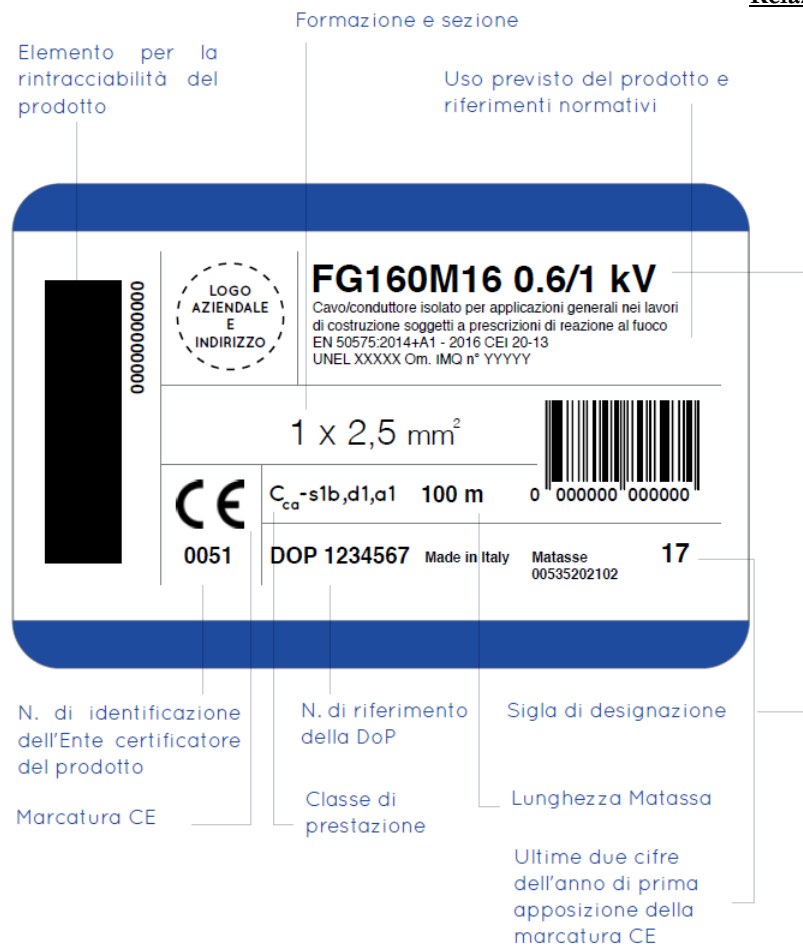 Rela
Formazione e sezione
Elemento per la
rintracciabilità del
prodotto
Uso previsto del prodotto e
riferimenti normativi
00000000000
LOGO
AZIENDALE
E
INDIRIZZO
FG160M16 0.6/1 kV
Cavo/conduttore isolato per applicazioni generali nei lavori
di costruzione soggetti a prescrizioni di reazione al fuoco
EN 50575:2014+A1 - 2016 CEI 20-13
UNEL XXXXX Om. IMQ n° YYYYY
1 x 2,5 mm²
Cca-s1b,d1,a1 100 m
0 000000 000000
CE
0051
DOP 1234567 Made in Italy Matasse 17
00535202102
N. di identificazione
dell'Ente certificatore
del prodotto
N. di riferimento
della DoP
Sigla di designazione
Marcatura CE
Classe di
prestazione
Lunghezza Matassa
Ultime due cifre
dell'anno di prima
apposizione della
marcatura CE